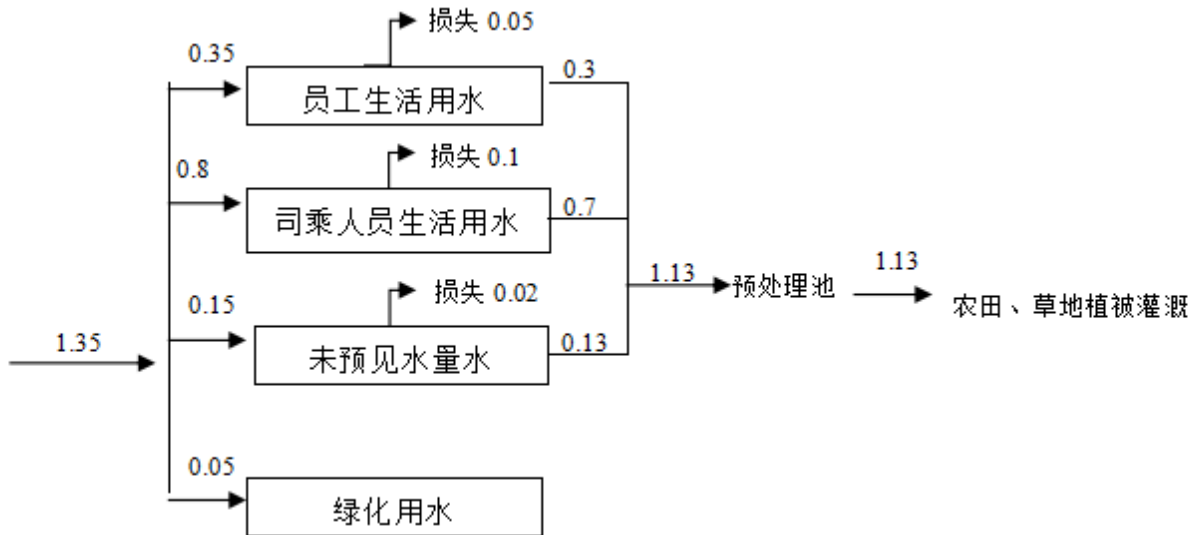 损失 0.05
0.35
员工生活用水
0.3
损失 0.1
0.8
司乘人员生活用水
0.7
损失 0.02
0.15
未预见水量水
0.13
1.35
1.13
预处理池
1.13
农田、草地植被灌溉
0.05
绿化用水